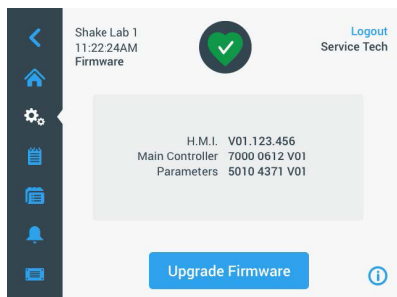 Shake Lab 1
11:22:24AM
Firmware
Logout
Service Tech
H.M.I. V01.123.456
Main Controller 7000 0612 V01
Parameters 5010 4371 V01
Upgrade Firmware